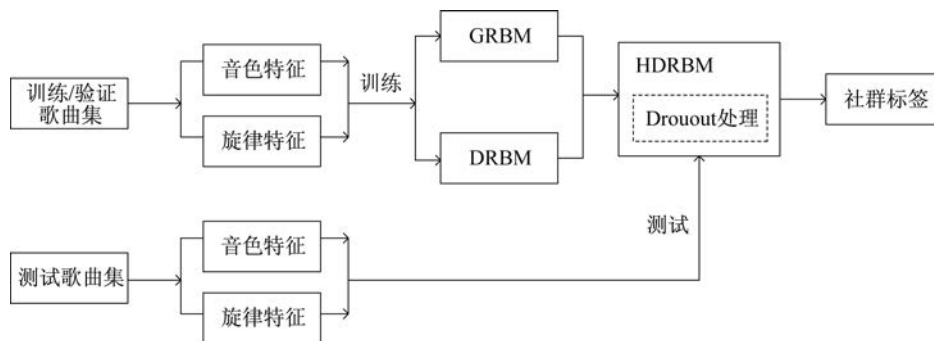 训练/验证
歌曲集
音色特征
旋律特征
训练
GRBM
DRBM
HDRBM
Drouout处理
社群标签
测试歌曲集
音色特征
旋律特征
测试